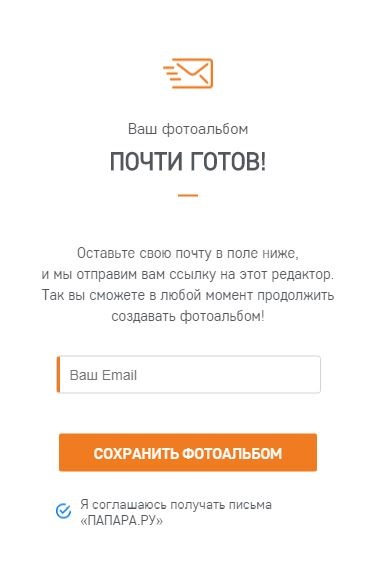 Ваш фотоальбом
ПОЧТИ ГОТОВ!
Оставьте свою почту в поле ниже,
и мы отправим вам ссылку на этот редактор.
Так вы сможете в любой момент продолжить
создавать фотоальбом!
Ваш Email
СОХРАНИТЬ ФОТОАЛЬБОМ
Я соглашаюсь получать письма
«ПАПАРА.РУ»